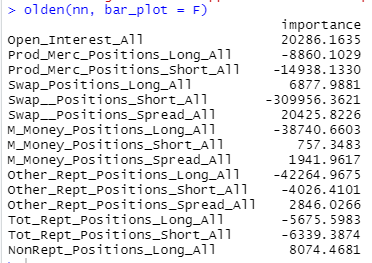 > olden(nn, bar_plot = F)
importance
Open_Interest_All 20286.1635
Prod_Merc_Positions_Long_All -8860.1029
Prod_Merc_Positions_Short_All -14938.1330
Swap_Positions_Long_All 6877.9881
Swap__Positions_Short_All -309956.3621
Swap__Positions_Spread_All 20425.8226
M_Money_Positions_Long_All -38740.6603
M_Money_Positions_Short_All 757.3483
M_Money_Positions_Spread_All 1941.9617
Other_Rept_Positions_Long_All -42264.9675
Other_Rept_Positions_Short_All -4026.4101
Other_Rept_Positions_Spread_All 2846.0266
Tot_Rept_Positions_Long_All -5675.5983
Tot_Rept_Positions_Short_All -6339.3874
NonRept_Positions_Long_All 8074.4681